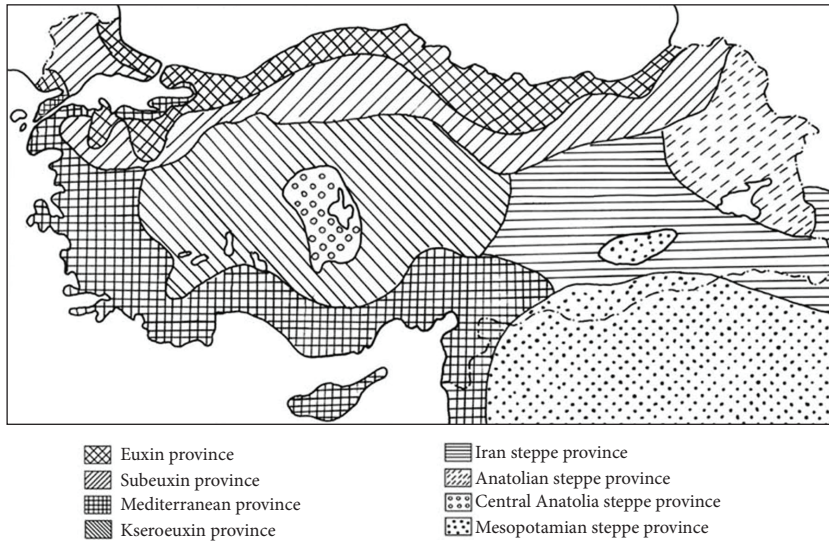 Euxin province
Subeuxin province
Mediterranean province
Kseroeuxin province
Iran steppe province
Anatolian steppe province
Central Anatolia steppe province
Mesopotamian steppe province